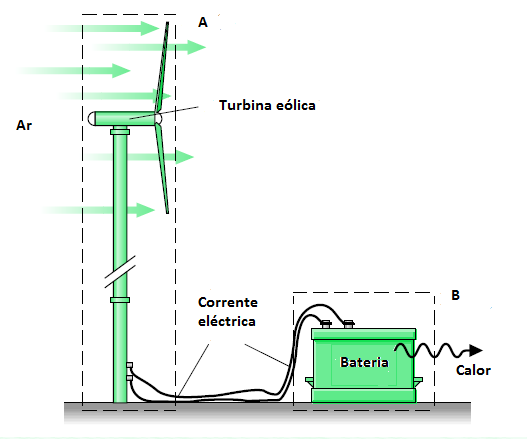 A
Turbina eólica
Ar
Corrente
eléctrica
B
Bateria
Calor